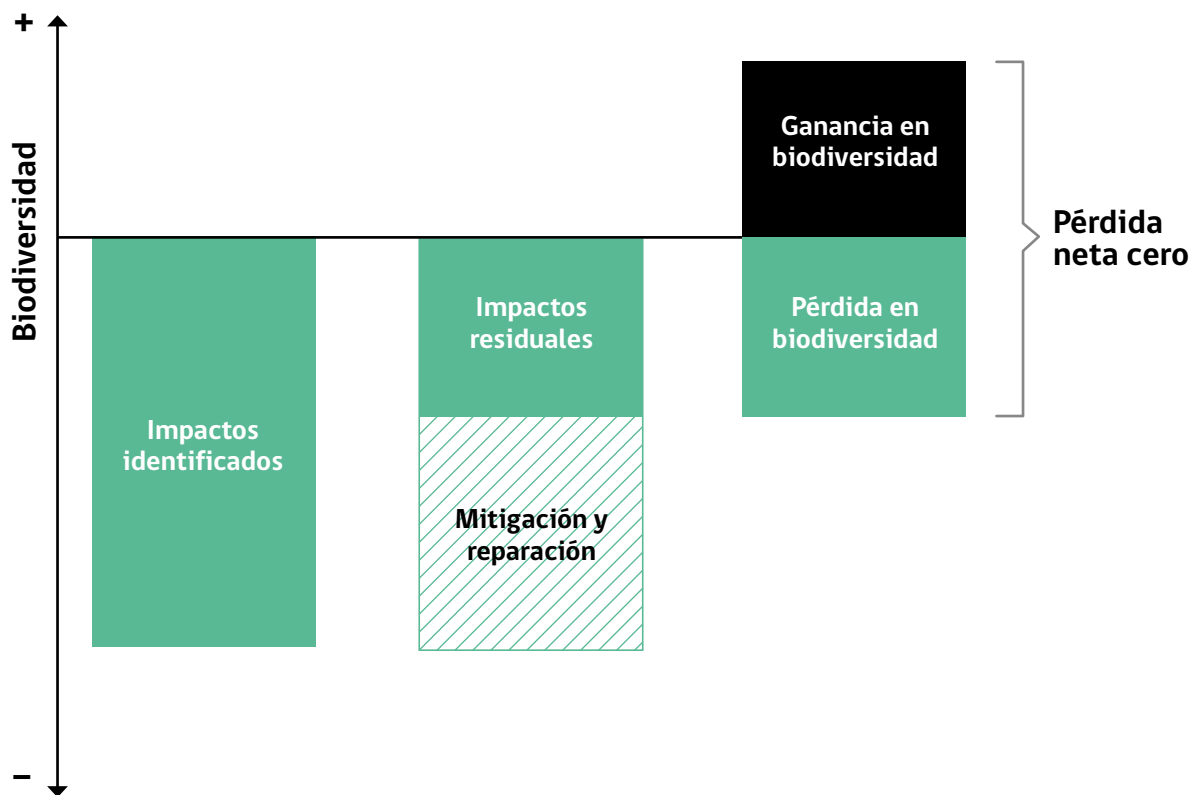 +
Biodiversidad
Impactos
identificados
Impactos
residuales
Mitigación y
reparación
Ganancia en
biodiversidad
Pérdida en
biodiversidad
Pérdida
neta cero
–